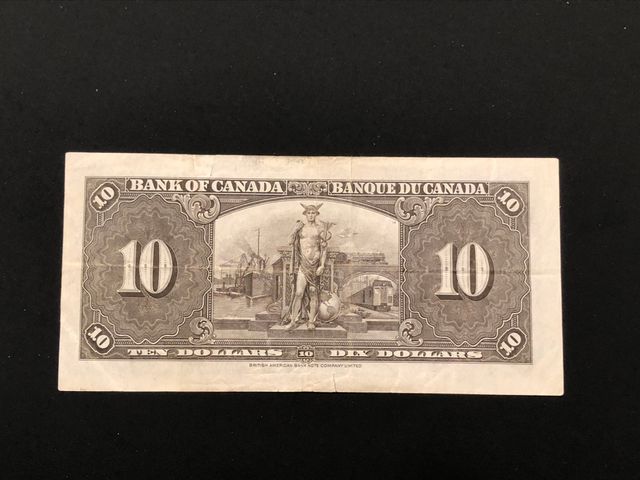 BANK OF CANADA BANQUE DU CANADA
10 10
10 10
10 10
TEN DOLLARS 10 DIX DOLLARS
BRITISH AMERICAN BANK NOTE COMPANY LIMITED